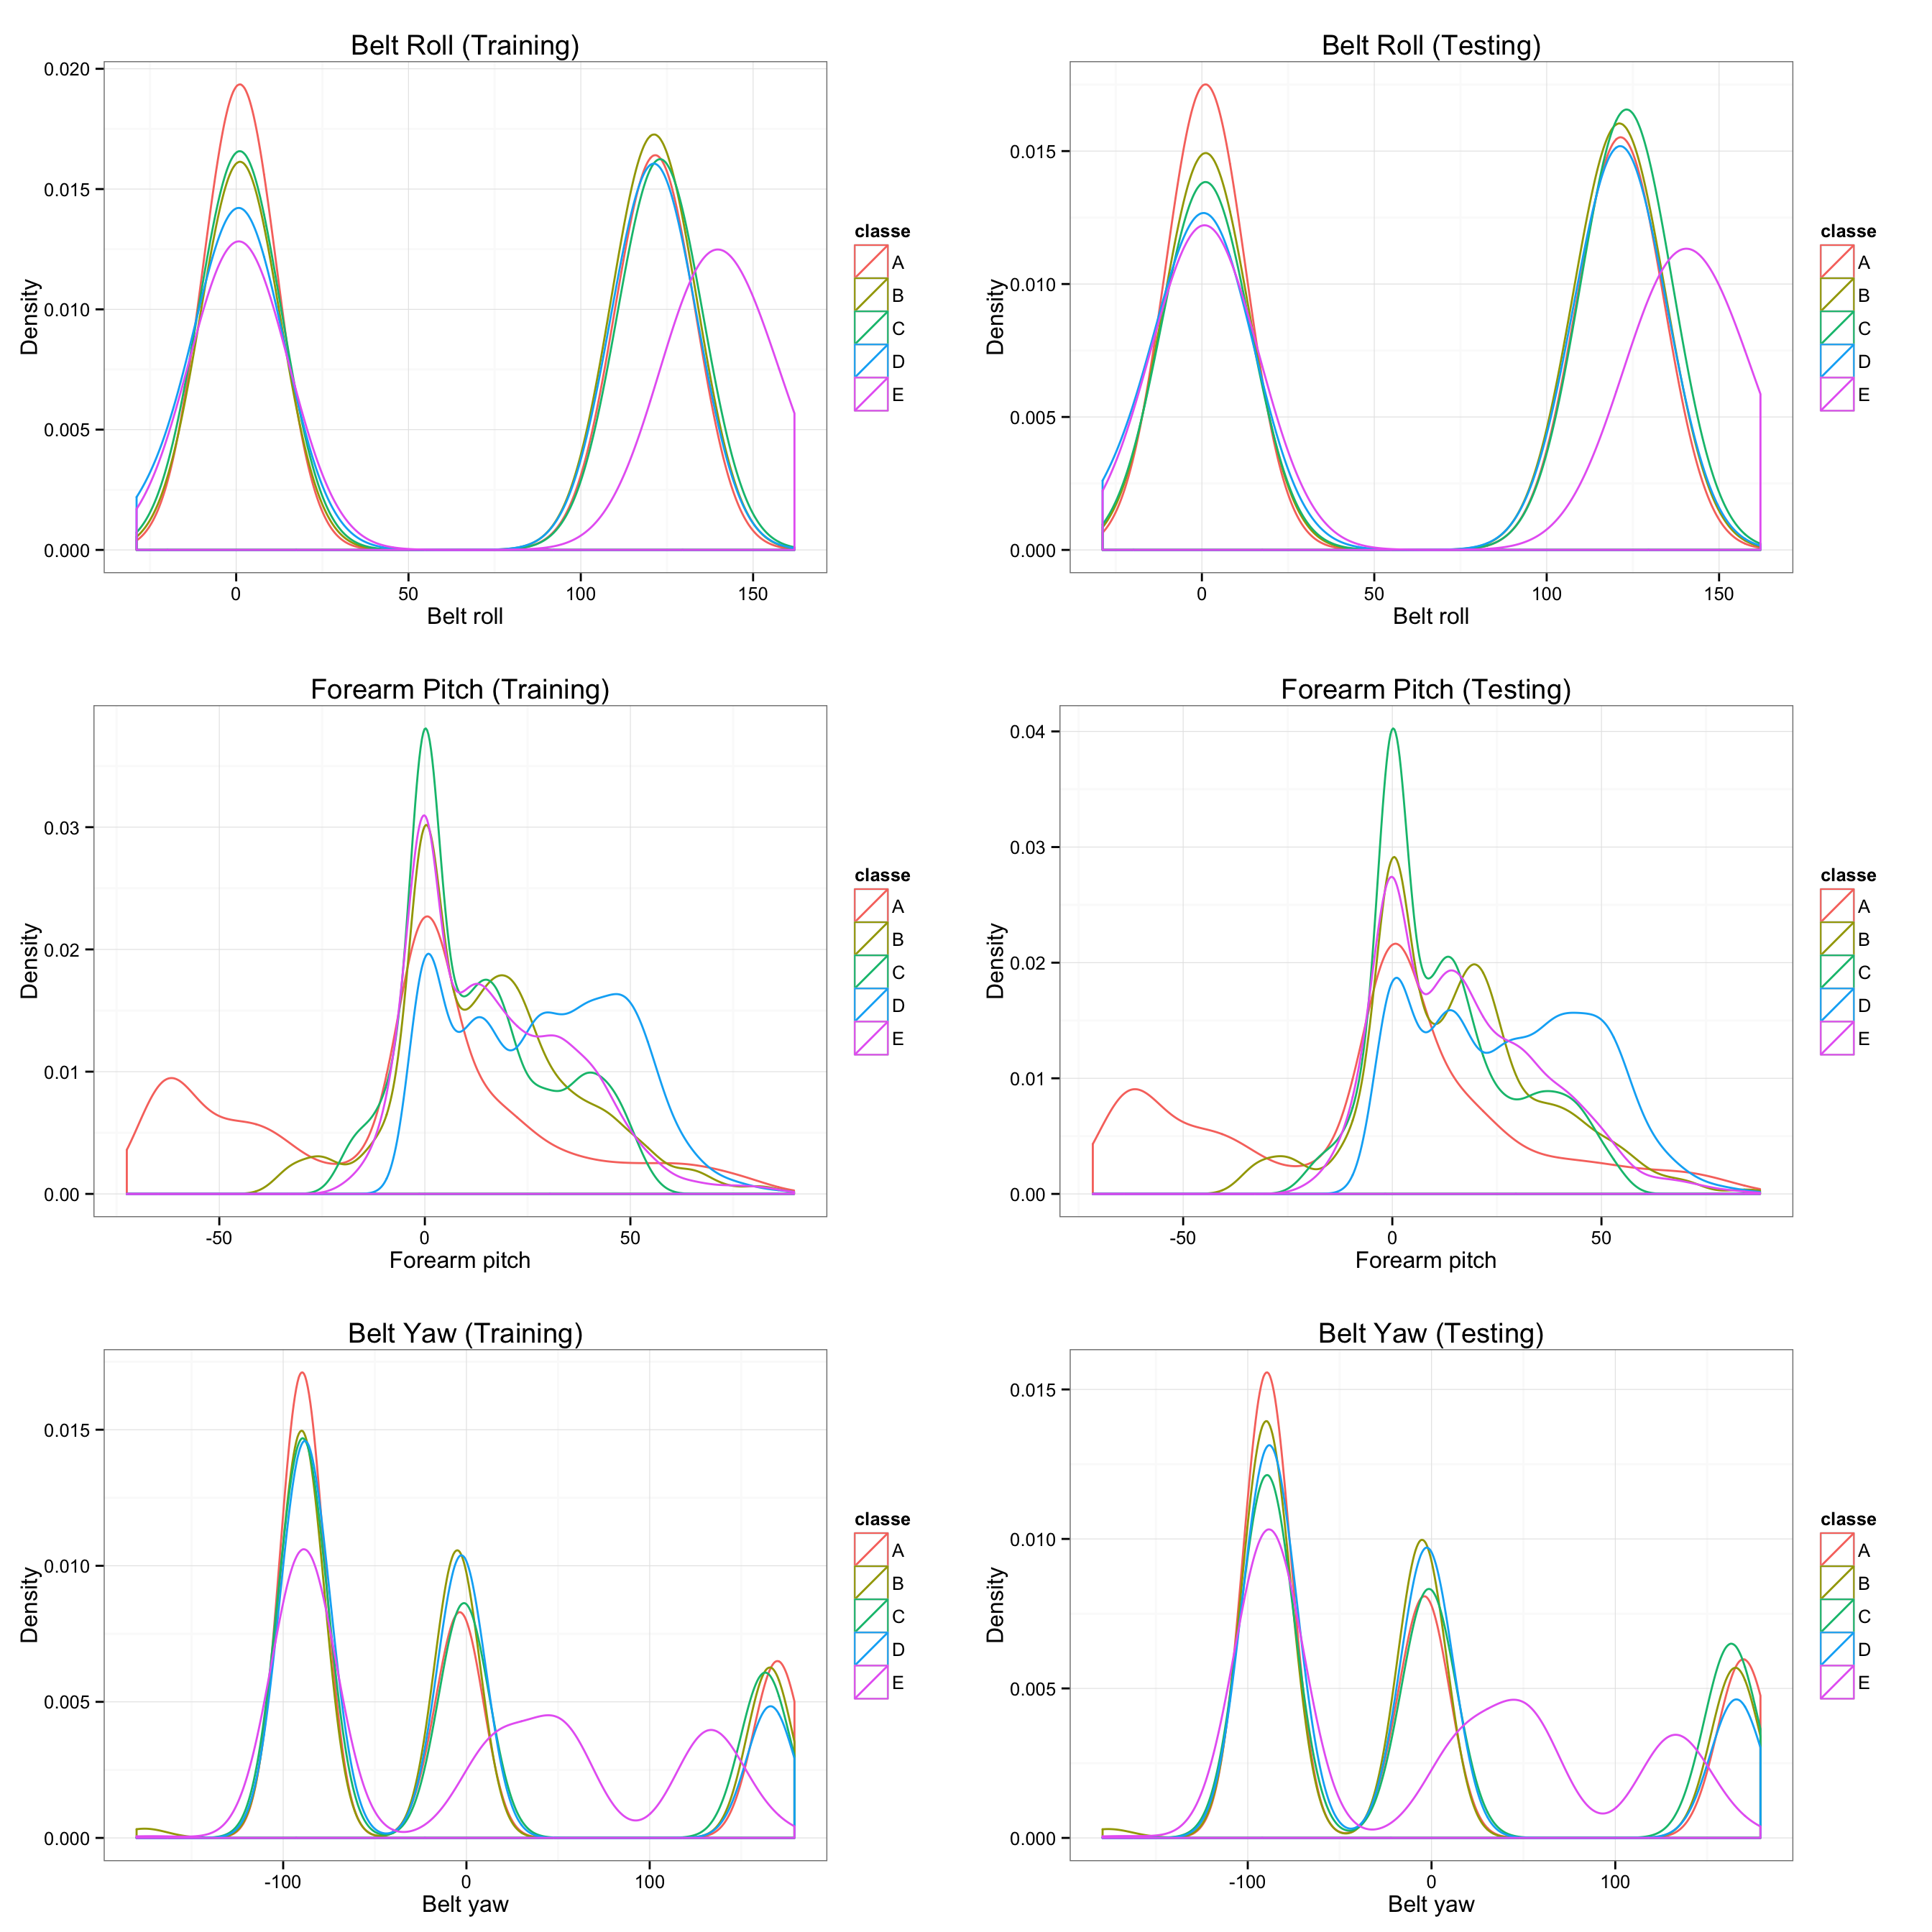 Belt Roll (Training)
0.020
0.015
0.010
0.005
0.000
Density
0 50 100 150
Belt roll
classe
A
B
C
D
E
Belt Roll (Testing)
0.015
0.010
0.005
0.000
Density
0 50 100 150
Belt roll
classe
A
B
C
D
E
Forearm Pitch (Training)
0.03
0.02
0.01
0.00
Density
-50 0 50
Forearm pitch
classe
A
B
C
D
E
Forearm Pitch (Testing)
0.04
0.03
0.02
0.01
0.00
Density
-50 0 50
Forearm pitch
classe
A
B
C
D
E
Belt Yaw (Training)
0.015
0.010
0.005
0.000
Density
-100 0 100
Belt yaw
classe
A
B
C
D
E
Belt Yaw (Testing)
0.015
0.010
0.005
0.000
Density
-100 0 100
Belt yaw
classe
A
B
C
D
E